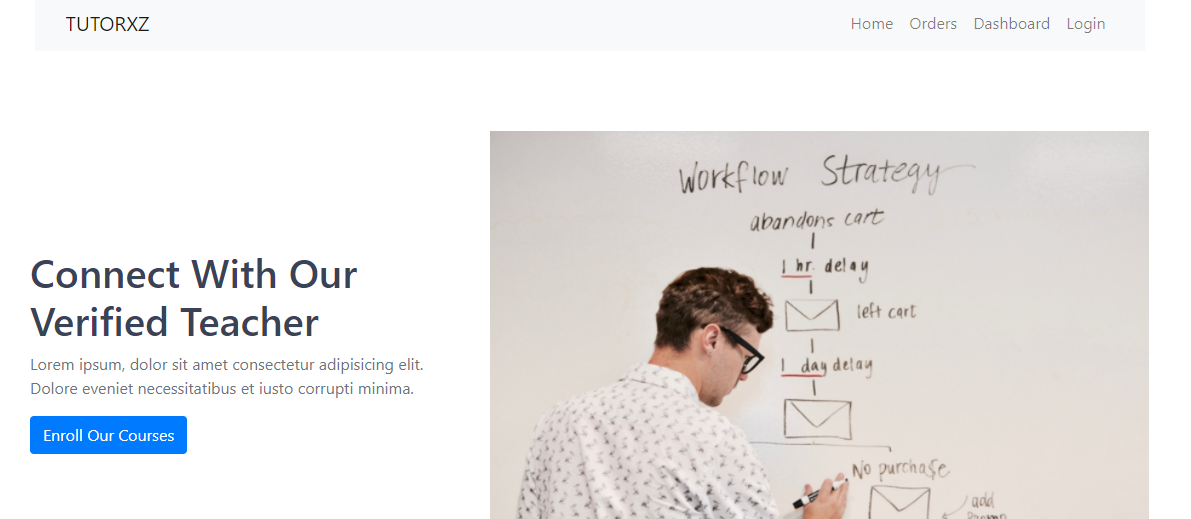 TUTORXZ
Home Orders Dashboard Login
Connect With Our
Verified Teacher
Lorem ipsum, dolor sit amet consectetur adipisicing elit.
Dolore eveniet necessitatibus et iusto corrupti minima.
Enroll Our Courses
Workflow Strategy
abandons cart
1 hr. delay
left cart
1 day delay
No purchase
add